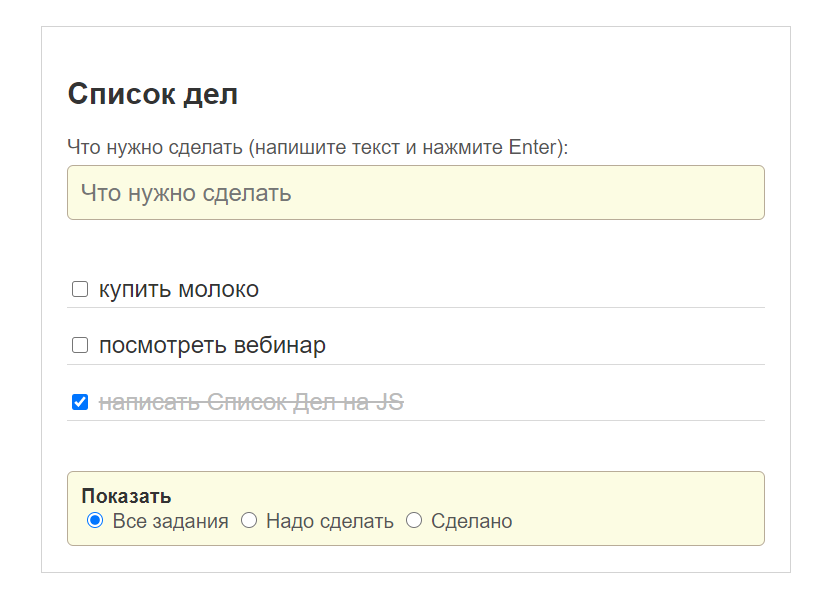 Список дел
Что нужно сделать (напишите текст и нажмите Enter):
Что нужно сделать
купить молоко
посмотреть вебинар
написать Список Дел на JS
Показать
Все задания Надо сделать Сделано